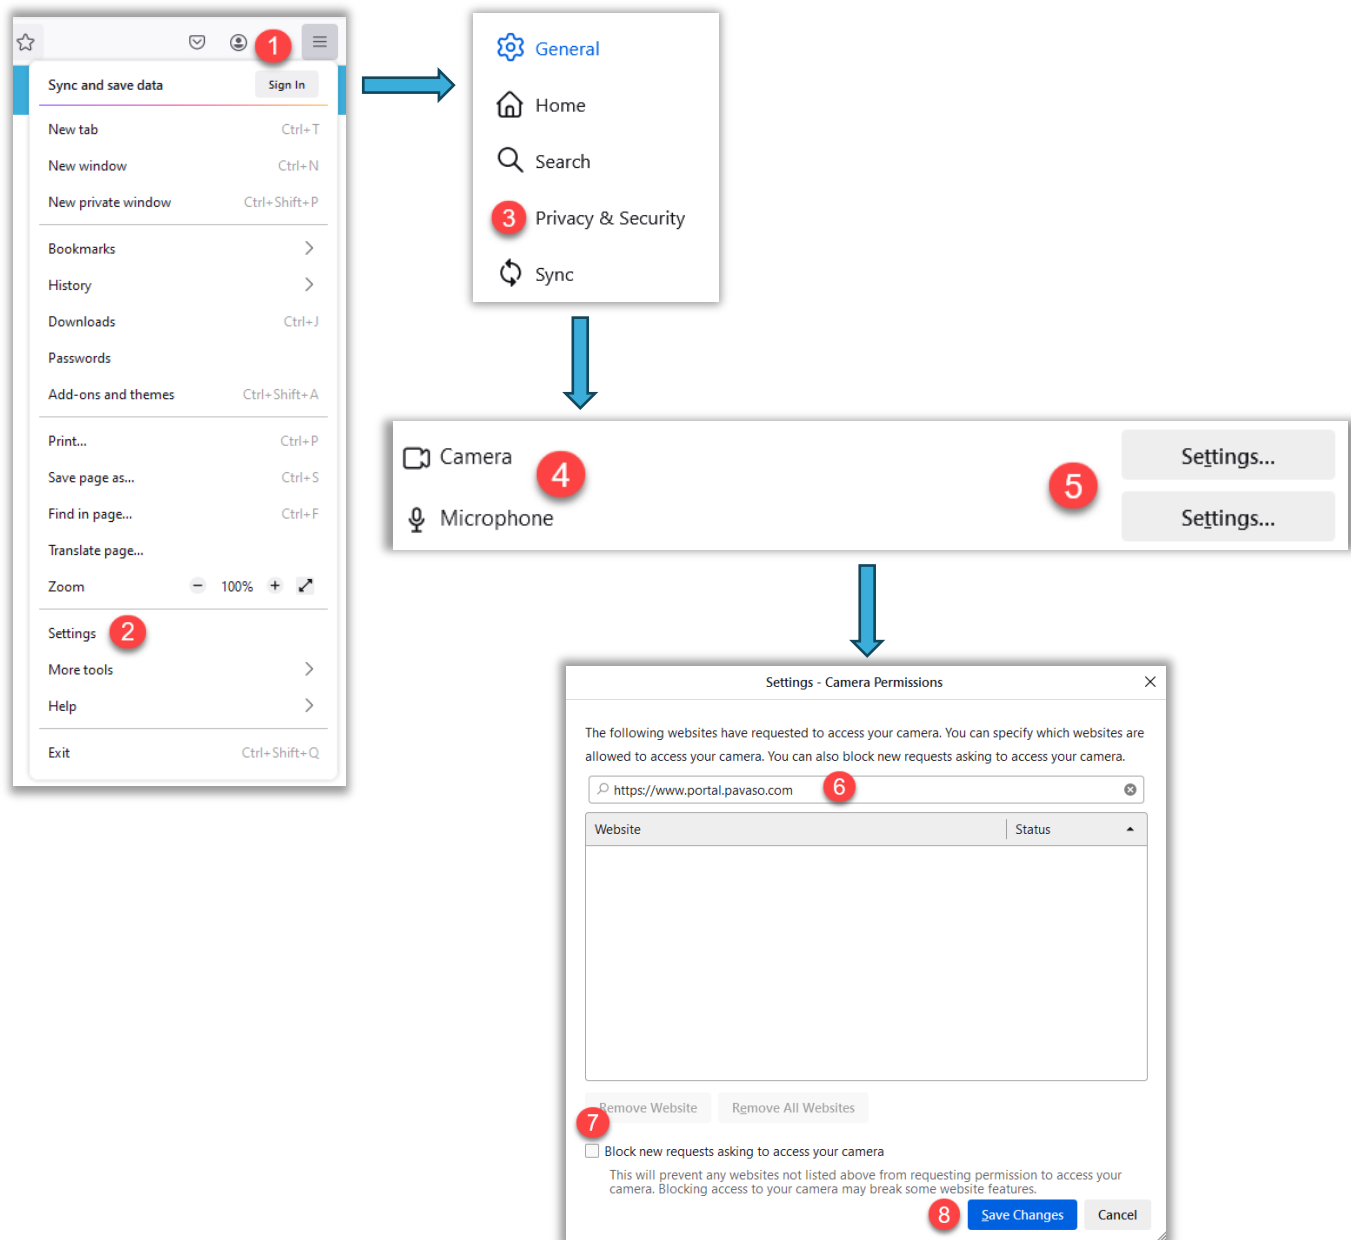 1
Sync and save data Sign In
New tab Ctrl+T
New window Ctrl+N
New private window Ctrl+Shift+P
Bookmarks
History
Downloads Ctrl+J
Passwords
Add-ons and themes Ctrl+Shift+A
Print... Ctrl+P
Save page as... Ctrl+S
Find in page... Ctrl+F
Translate page...
Zoom − 100% +
Settings 2
More tools
Help
Exit Ctrl+Shift+Q
General
Home
Search
3 Privacy & Security
Sync
Camera 4 5 Settings...
Microphone Settings...
Settings - Camera Permissions
The following websites have requested to access your camera. You can specify which websites are
allowed to access your camera. You can also block new requests asking to access your camera.
https://www.portal.pavaso.com 6
Website Status
Remove Website Remove All Websites
7
Block new requests asking to access your camera
This will prevent any websites not listed above from requesting permission to access your
camera. Blocking access to your camera may break some website features.
8 Save Changes Cancel